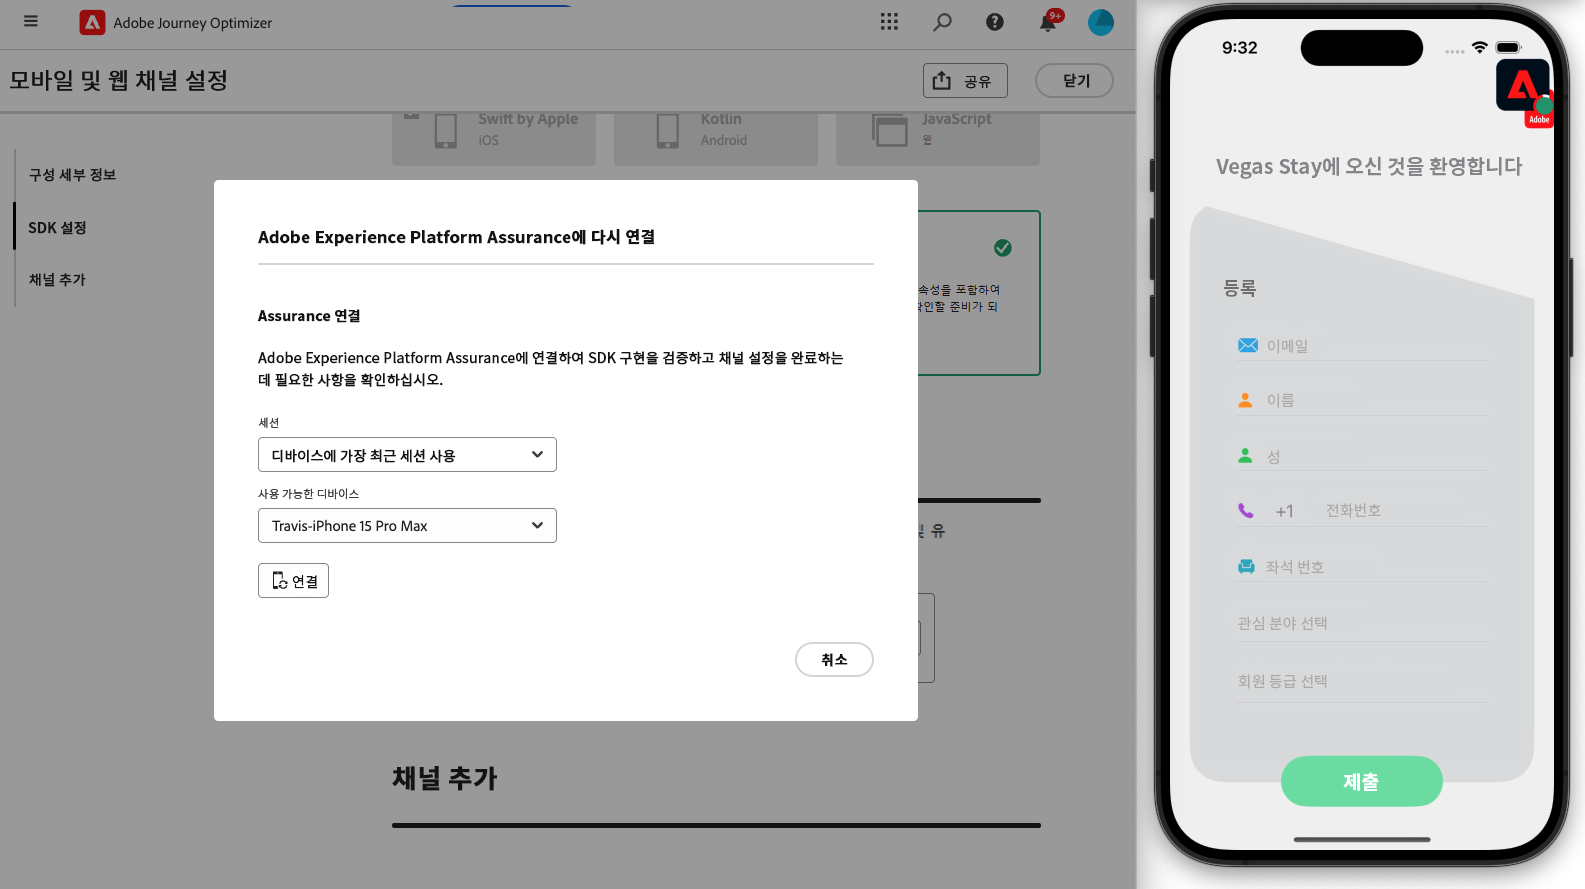 Adobe Journey Optimizer
9+
모바일 및 웹 채널 설정
공유
닫기
구성 세부 정보
SDK 설정
채널 추가
Swift by Apple
iOS
Kotlin
Android
JavaScript
웹
속성을 포함하여
확인할 준비가 되
및 유
Adobe Experience Platform Assurance에 다시 연결
Assurance 연결
Adobe Experience Platform Assurance에 연결하여 SDK 구현을 검증하고 채널 설정을 완료하는
데 필요한 사항을 확인하십시오.
세션
디바이스에 가장 최근 세션 사용
사용 가능한 디바이스
Travis-iPhone 15 Pro Max
연결
취소
채널 추가
9:32
Adobe
Vegas Stay에 오신 것을 환영합니다
등록
이메일
이름
성
+1 전화번호
좌석 번호
관심 분야 선택
회원 등급 선택
제출